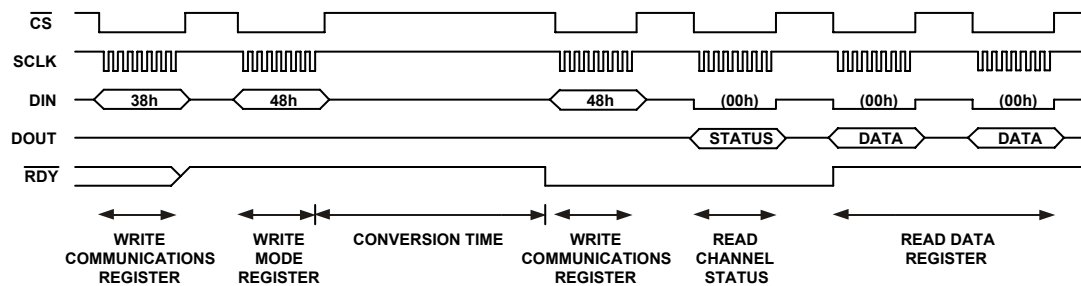 CS
SCLK
DIN 38h 48h 48h (00h) (00h) (00h)
DOUT STATUS DATA DATA
RDY
WRITE
COMMUNICATIONS
REGISTER
WRITE
MODE
REGISTER
CONVERSION TIME
WRITE
COMMUNICATIONS
REGISTER
READ
CHANNEL
STATUS
READ DATA
REGISTER